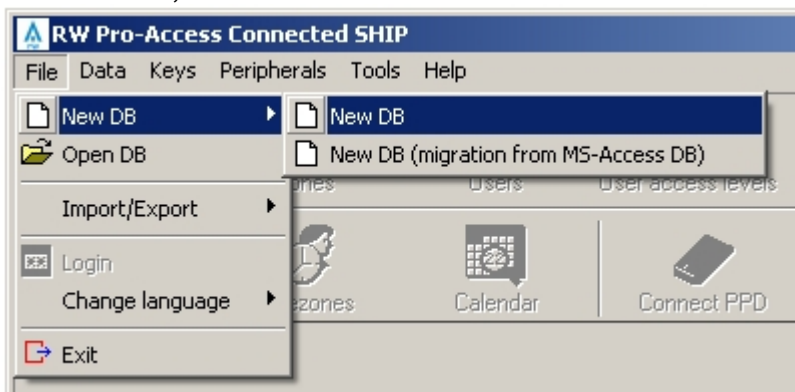 RW Pro-Access Connected SHIP
File Data Keys Peripherals Tools Help
New DB
New DB
Open DB
New DB (migration from MS-Access DB)
Users
User access levels
Import/Export
Login
Change language
Calendar
Connect PPD
Exit